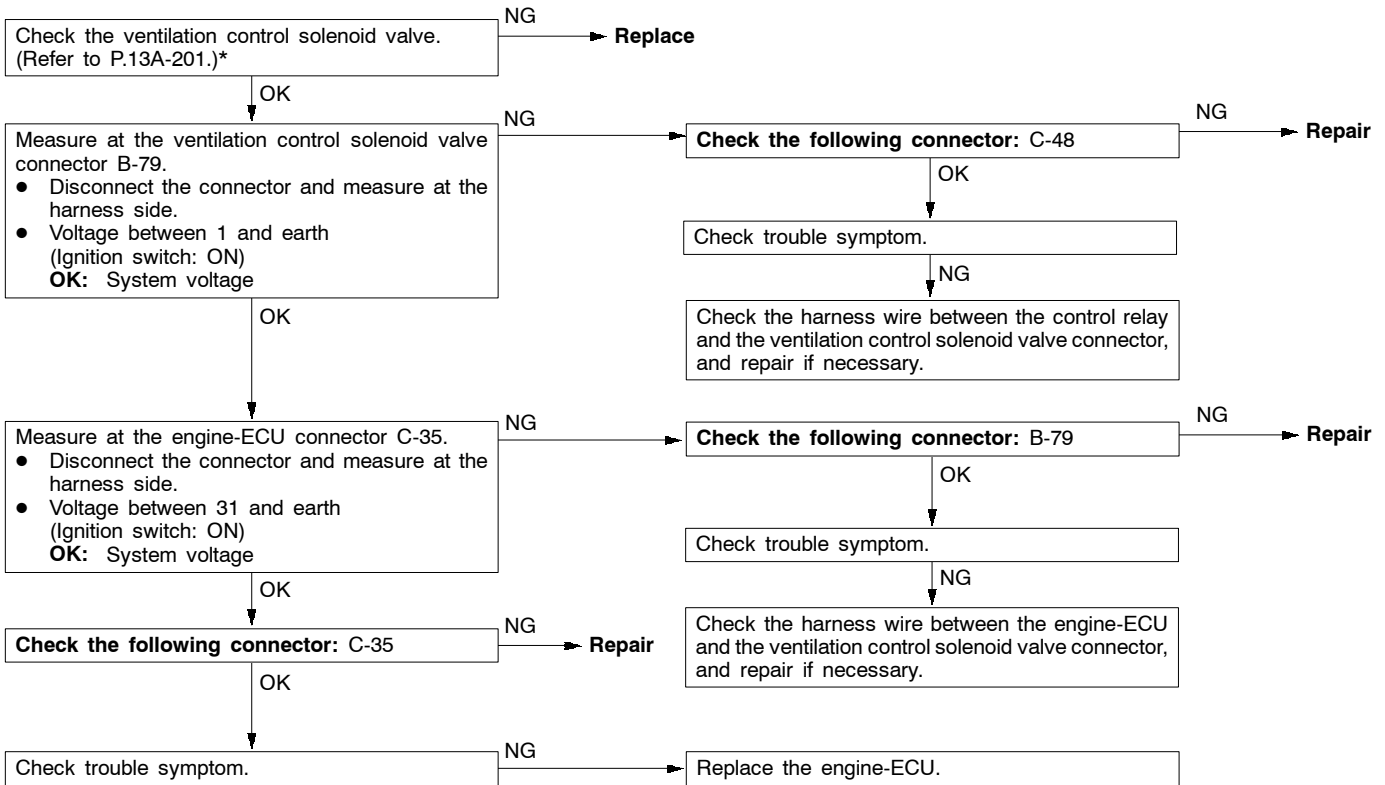 NG
Check the ventilation control solenoid valve.
(Refer to P.13A-201.)*
Replace
OK
NG
Measure at the ventilation control solenoid valve
connector B-79.
● Disconnect the connector and measure at the
harness side.
● Voltage between 1 and earth
(Ignition switch: ON)
OK: System voltage
NG
Check the following connector: C-48
Repair
OK
Check trouble symptom.
NG
Check the harness wire between the control relay
and the ventilation control solenoid valve connector,
and repair if necessary.
OK
NG
Measure at the engine-ECU connector C-35.
● Disconnect the connector and measure at the
harness side.
● Voltage between 31 and earth
(Ignition switch: ON)
OK: System voltage
NG
Check the following connector: B-79
Repair
OK
Check trouble symptom.
NG
Check the harness wire between the engine-ECU
and the ventilation control solenoid valve connector,
and repair if necessary.
OK
NG
Check the following connector: C-35
Repair
OK
NG
Check trouble symptom.
Replace the engine-ECU.